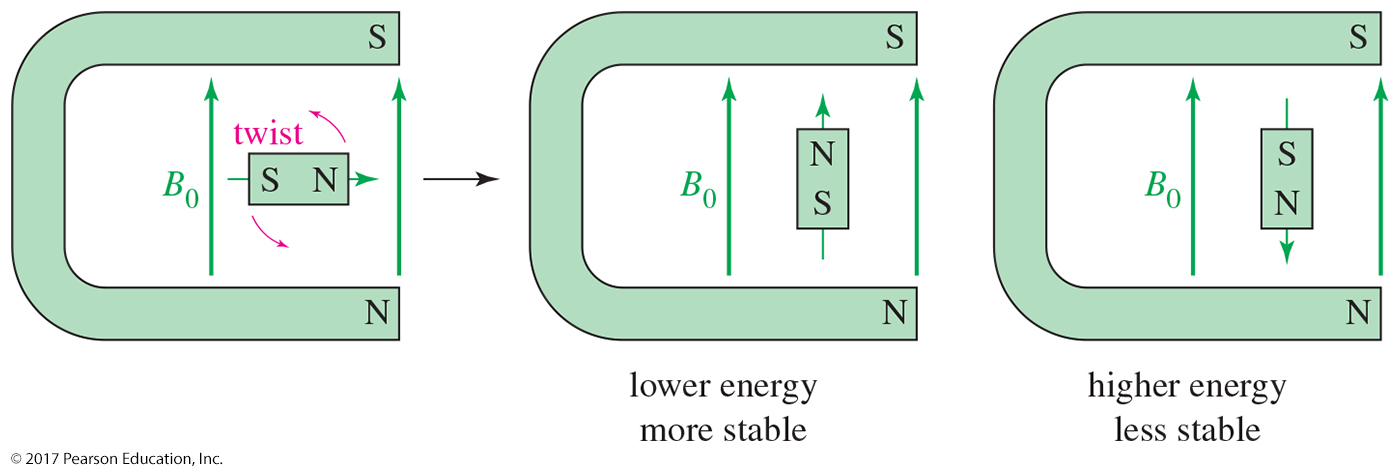 S
twist
B₀
S N
N
S
B₀
N
S
N
lower energy
more stable
S
B₀
S
N
N
higher energy
less stable
© 2017 Pearson Education, Inc.